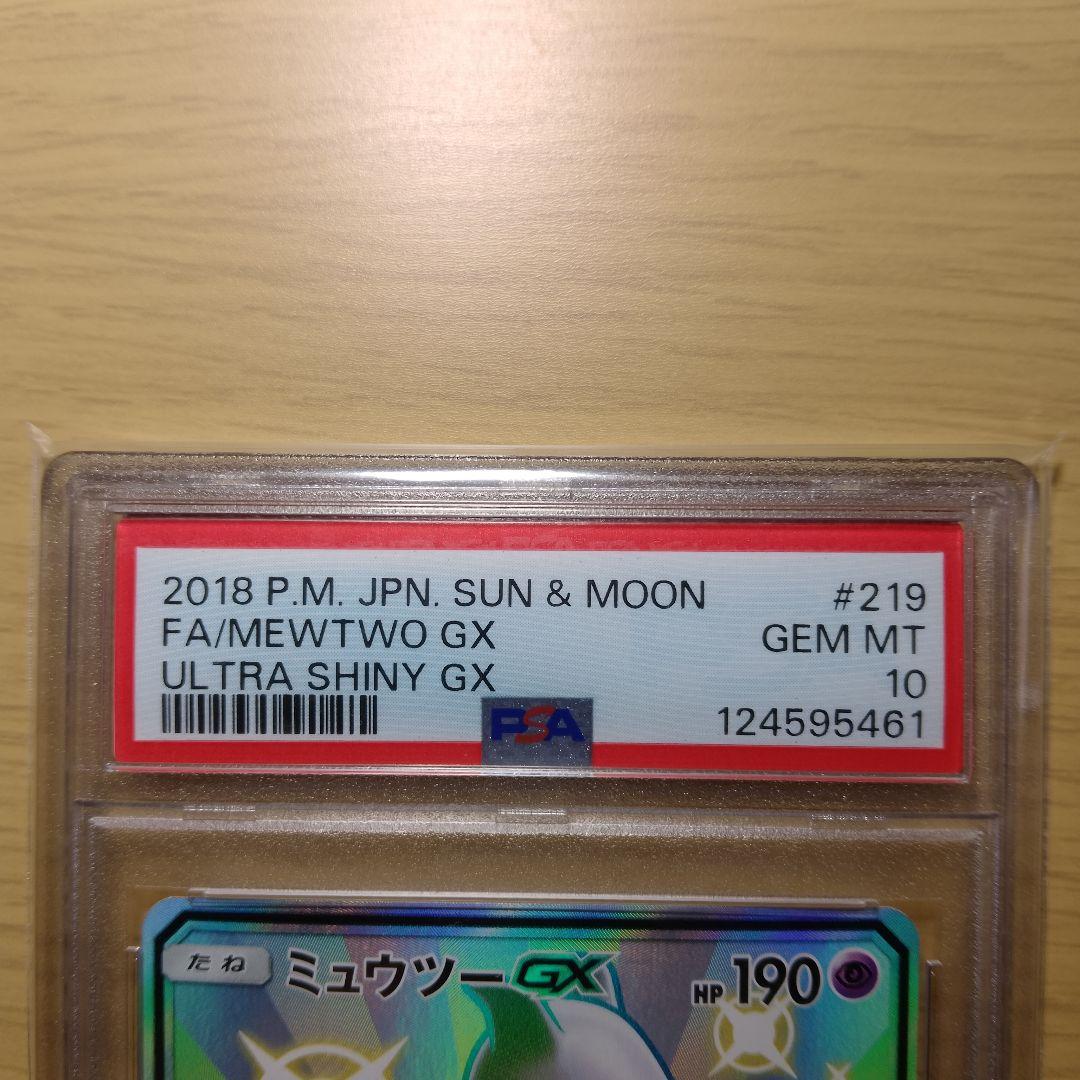 2018 P.M. JPN. SUN & MOON #219
FA/MEWTWO GX GEM MT
ULTRA SHINY GX 10
PSA 124595461
たね ミュウツーGX HP 190